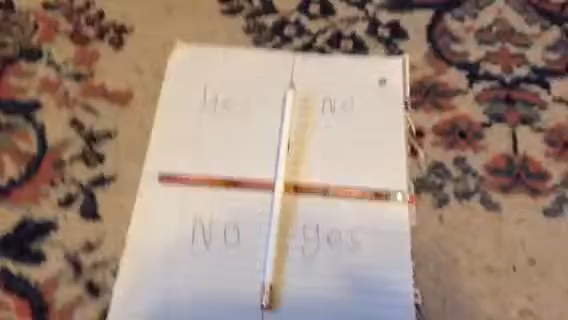 Yes No
No yes